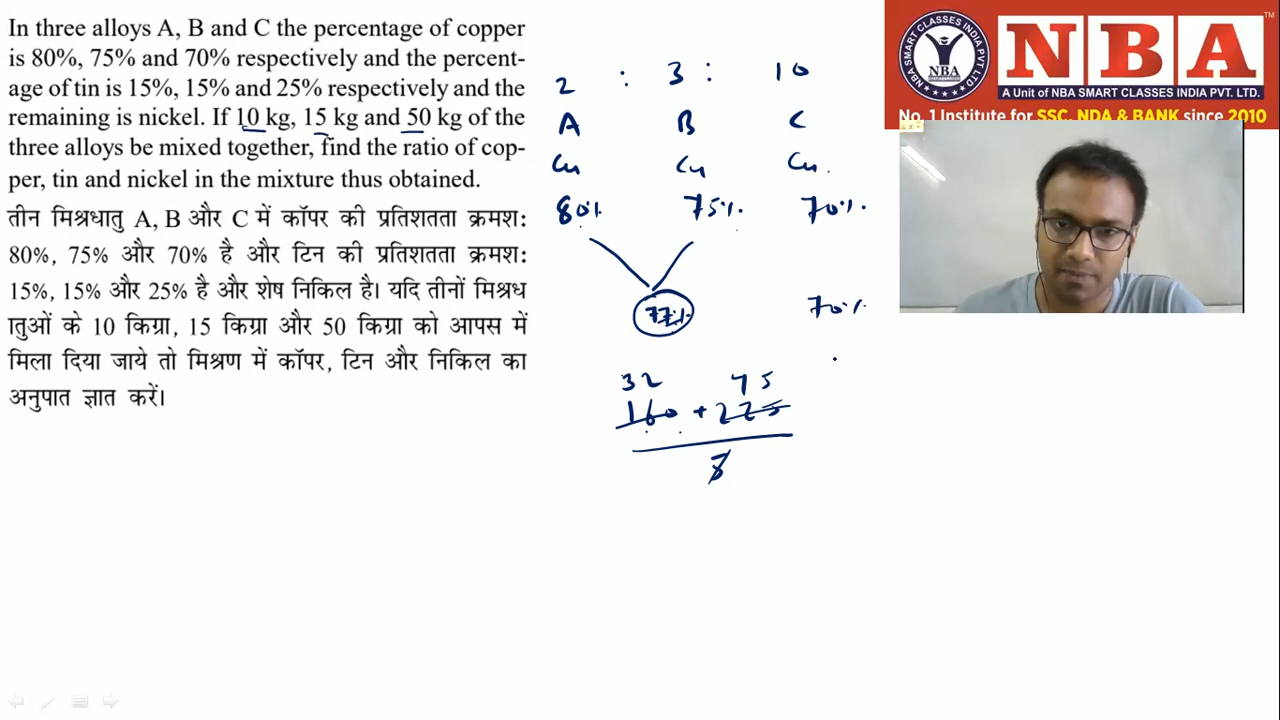 In three alloys A, B and C the percentage of copper
is 80%, 75% and 70% respectively and the percent-
age of tin is 15%, 15% and 25% respectively and the
remaining is nickel. If 10 kg, 15 kg and 50 kg of the
three alloys be mixed together, find the ratio of cop-
per, tin and nickel in the mixture thus obtained.
तीन मिश्रधातु A, B और C में कॉपर की प्रतिशतता क्रमश:
80%, 75% और 70% है और टिन की प्रतिशतता क्रमश:
15%, 15% और 25% है और शेष निकिल है। यदि तीनों मिश्रध
ातुओं के 10 किग्रा, 15 किग्रा और 50 किग्रा को आपस में
मिला दिया जाये तो मिश्रण में कॉपर, टिन और निकिल का
अनुपात ज्ञात करें।
2 : 3 : 10
A B C
Cu Cu Cu.
80% 75% 70%
77% 70%
32 45
160 + 225
5
NBA SMART CLASSES INDIA PVT LTD
NBA
NBA
TM
A Unit of NBA SMART CLASSES INDIA PVT. LTD.
No. 1 Institute for SSC, NDA & BANK since 2010